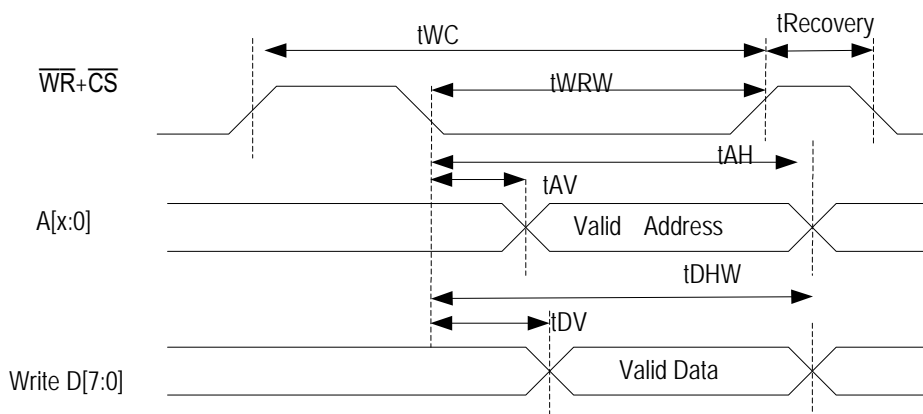 tWC
tRecovery
WR+CS
tWRW
tAH
tAV
A[x:0]
Valid Address
tDHW
tDV
Write D[7:0]
Valid Data